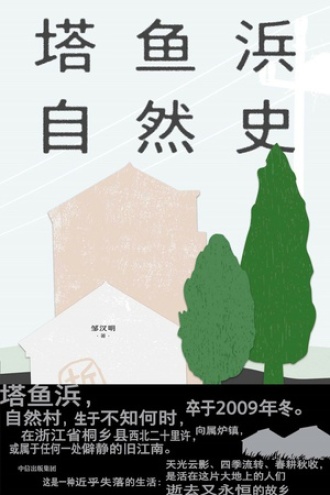 塔鱼浜
自然史
邹汉明
著
拆
塔鱼浜，
自然村，生于不知何时，卒于2009年冬。
在浙江省桐乡县西北二十里许，向属炉镇，
或属于任何一处僻静的旧江南。
中信出版集团
这是一种近乎失落的生活：
天光云影、四季流转、春耕秋收，
是活在这片大地上的人们
逝去又永恒的故乡